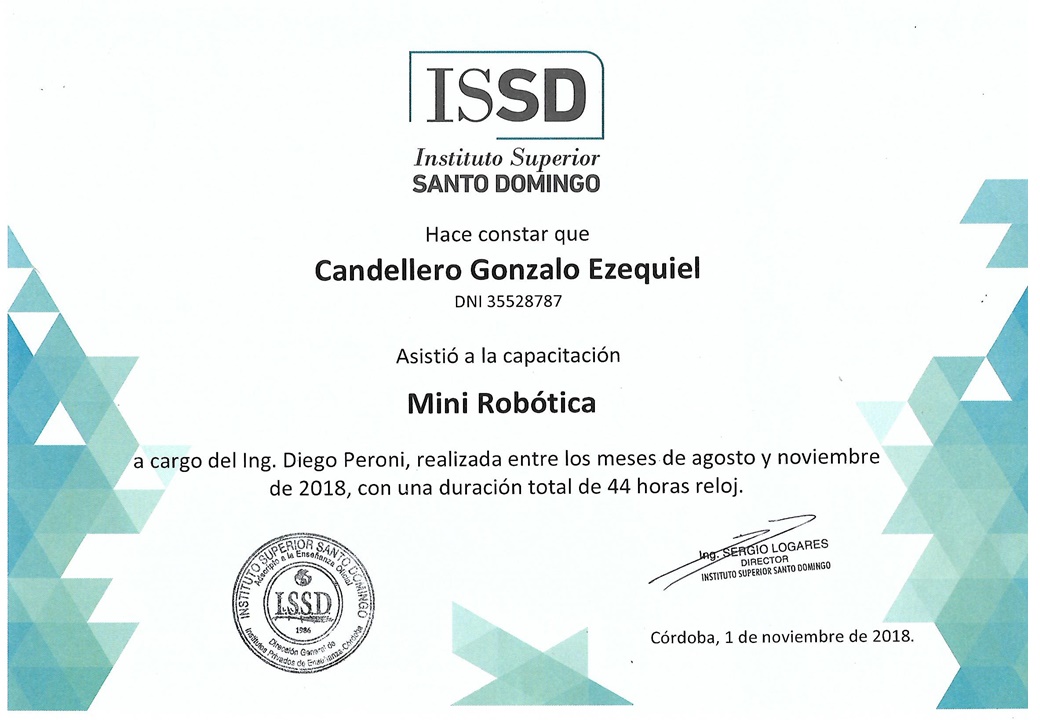 ISSD
Instituto Superior
SANTO DOMINGO
Hace constar que
Candellero Gonzalo Ezequiel
DNI 35528787
Asistió a la capacitación
Mini Robótica
a cargo del Ing. Diego Peroni, realizada entre los meses de agosto y noviembre
de 2018, con una duración total de 44 horas reloj.
INSTITUTO SUPERIOR SANTO DOMINGO
Adscripto a la Enseñanza Oficial
I.S.S.D.
1986
Dirección General de
Institutos Privados de Enseñanza-Córdoba
Ing. SERGIO LOGARES
DIRECTOR
INSTITUTO SUPERIOR SANTO DOMINGO
Córdoba, 1 de noviembre de 2018.